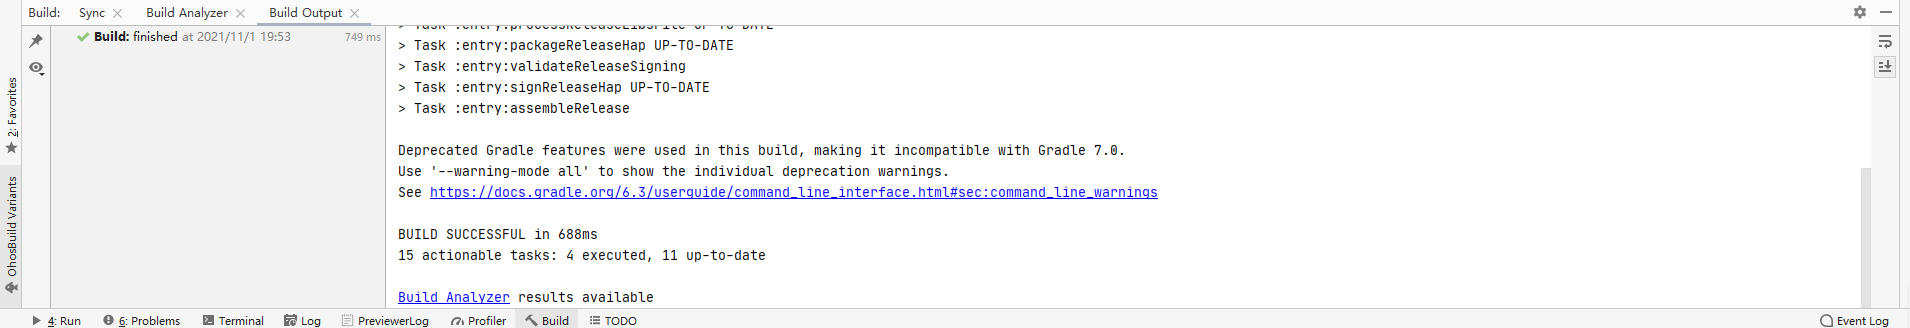 Build: Sync Build Analyzer Build Output
Build: finished at 2021/11/1 19:53 749 ms
> Task :entry:processReleaseLibsFile UP-TO-DATE
> Task :entry:packageReleaseHap UP-TO-DATE
> Task :entry:validateReleaseSigning
> Task :entry:signReleaseHap UP-TO-DATE
> Task :entry:assembleRelease
Deprecated Gradle features were used in this build, making it incompatible with Gradle 7.0.
Use '--warning-mode all' to show the individual deprecation warnings.
See https://docs.gradle.org/6.3/userguide/command_line_interface.html#sec:command_line_warnings
BUILD SUCCESSFUL in 688ms
15 actionable tasks: 4 executed, 11 up-to-date
Build Analyzer results available
2: Favorites
OhosBuild Variants
4: Run 6: Problems Terminal Log PreviewerLog Profiler Build TODO Event Log